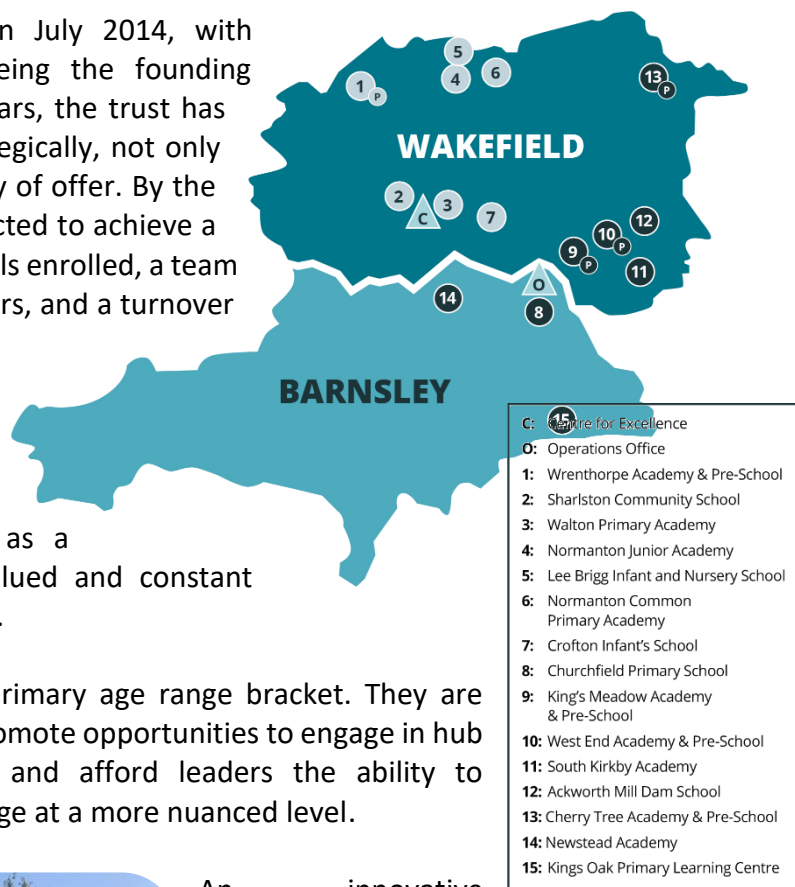 n July 2014, with
eing the founding
ars, the trust has
egically, not only
y of offer. By the
cted to achieve a
ls enrolled, a team
rs, and a turnover
5
1
P
4
6
13
P
WAKEFIELD
2
C
3
7
12
10
P
9
P
11
O
14
8
BARNSLEY
15
C: Centre for Excellence
O: Operations Office
1: Wrenthorpe Academy & Pre-School
2: Sharlston Community School
3: Walton Primary Academy
4: Normanton Junior Academy
5: Lee Brigg Infant and Nursery School
6: Normanton Common
Primary Academy
7: Crofton Infant's School
8: Churchfield Primary School
9: King's Meadow Academy
& Pre-School
10: West End Academy & Pre-School
11: South Kirkby Academy
12: Ackworth Mill Dam School
13: Cherry Tree Academy & Pre-School
14: Newstead Academy
15: Kings Oak Primary Learning Centre
as a
lued and constant
.
rimary age range bracket. They are
omote opportunities to engage in hub
and afford leaders the ability to
ge at a more nuanced level.
An innovative